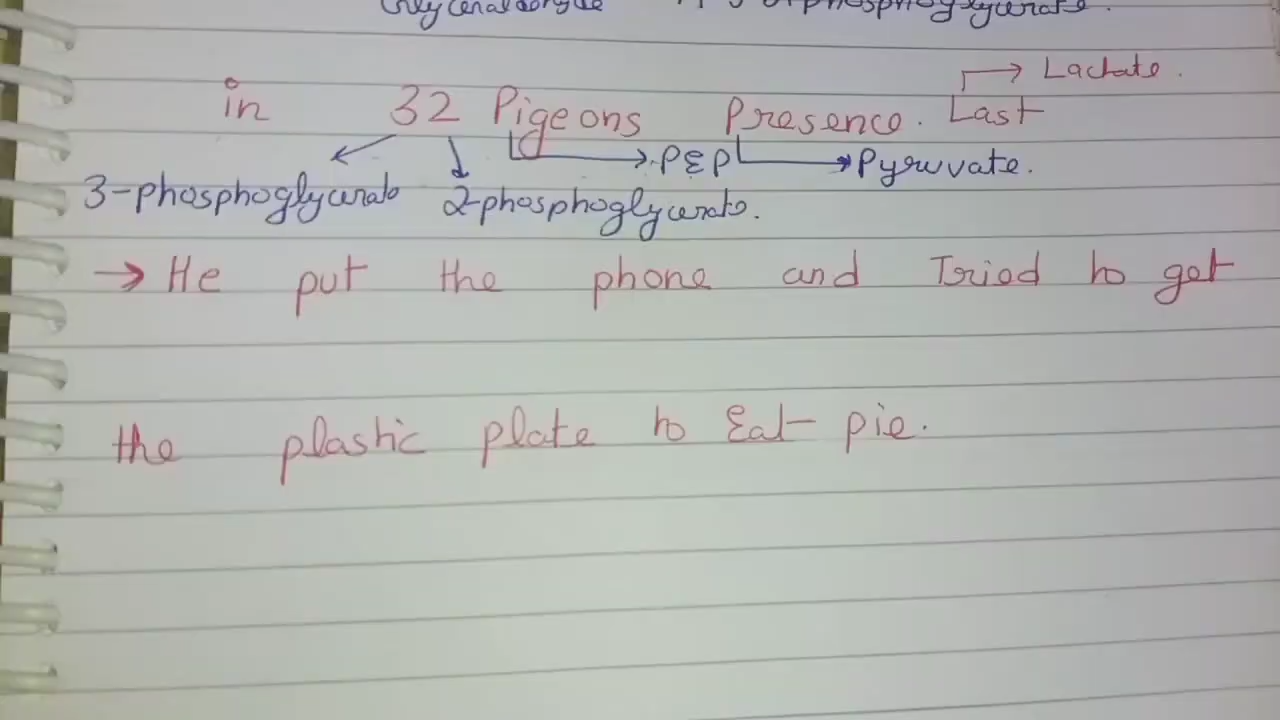 in 32 Pigeons Presence. Last → Lactate.
→ PEP → Pyruvate.
3-phosphoglycerate 2-phosphoglycerate.
→ He put the phone and Tried to get
the plastic plate to Eat pie.